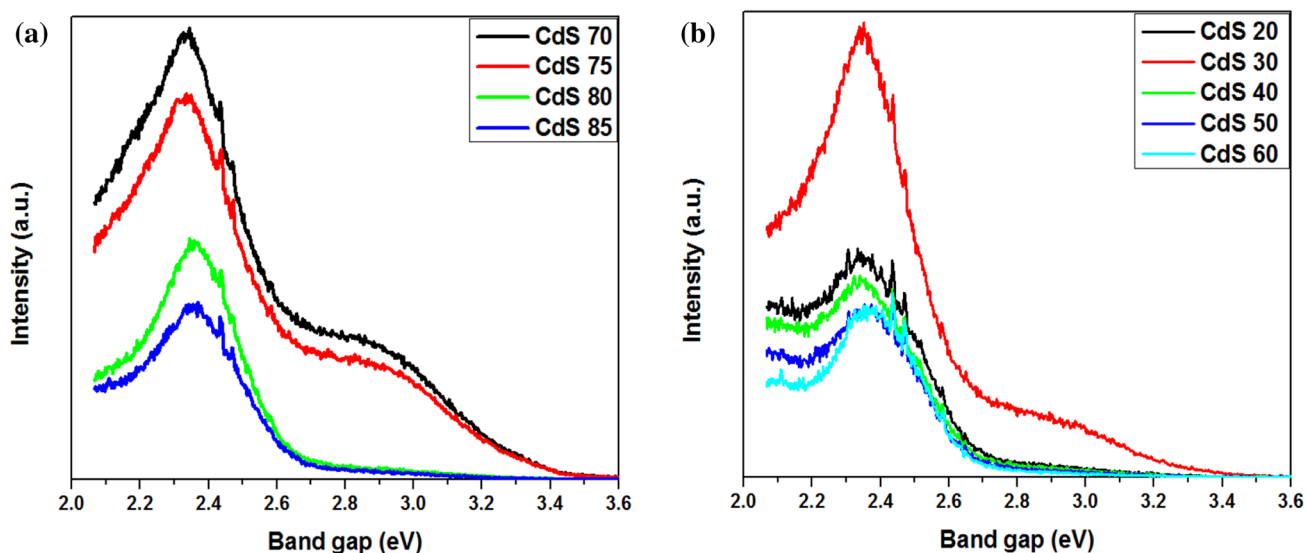 (a)
CdS 70
CdS 75
CdS 80
CdS 85
Intensity (a.u.)
2.0 2.2 2.4 2.6 2.8 3.0 3.2 3.4 3.6
Band gap (eV)
(b)
CdS 20
CdS 30
CdS 40
CdS 50
CdS 60
Intensity (a.u.)
2.0 2.2 2.4 2.6 2.8 3.0 3.2 3.4 3.6
Band gap (eV)